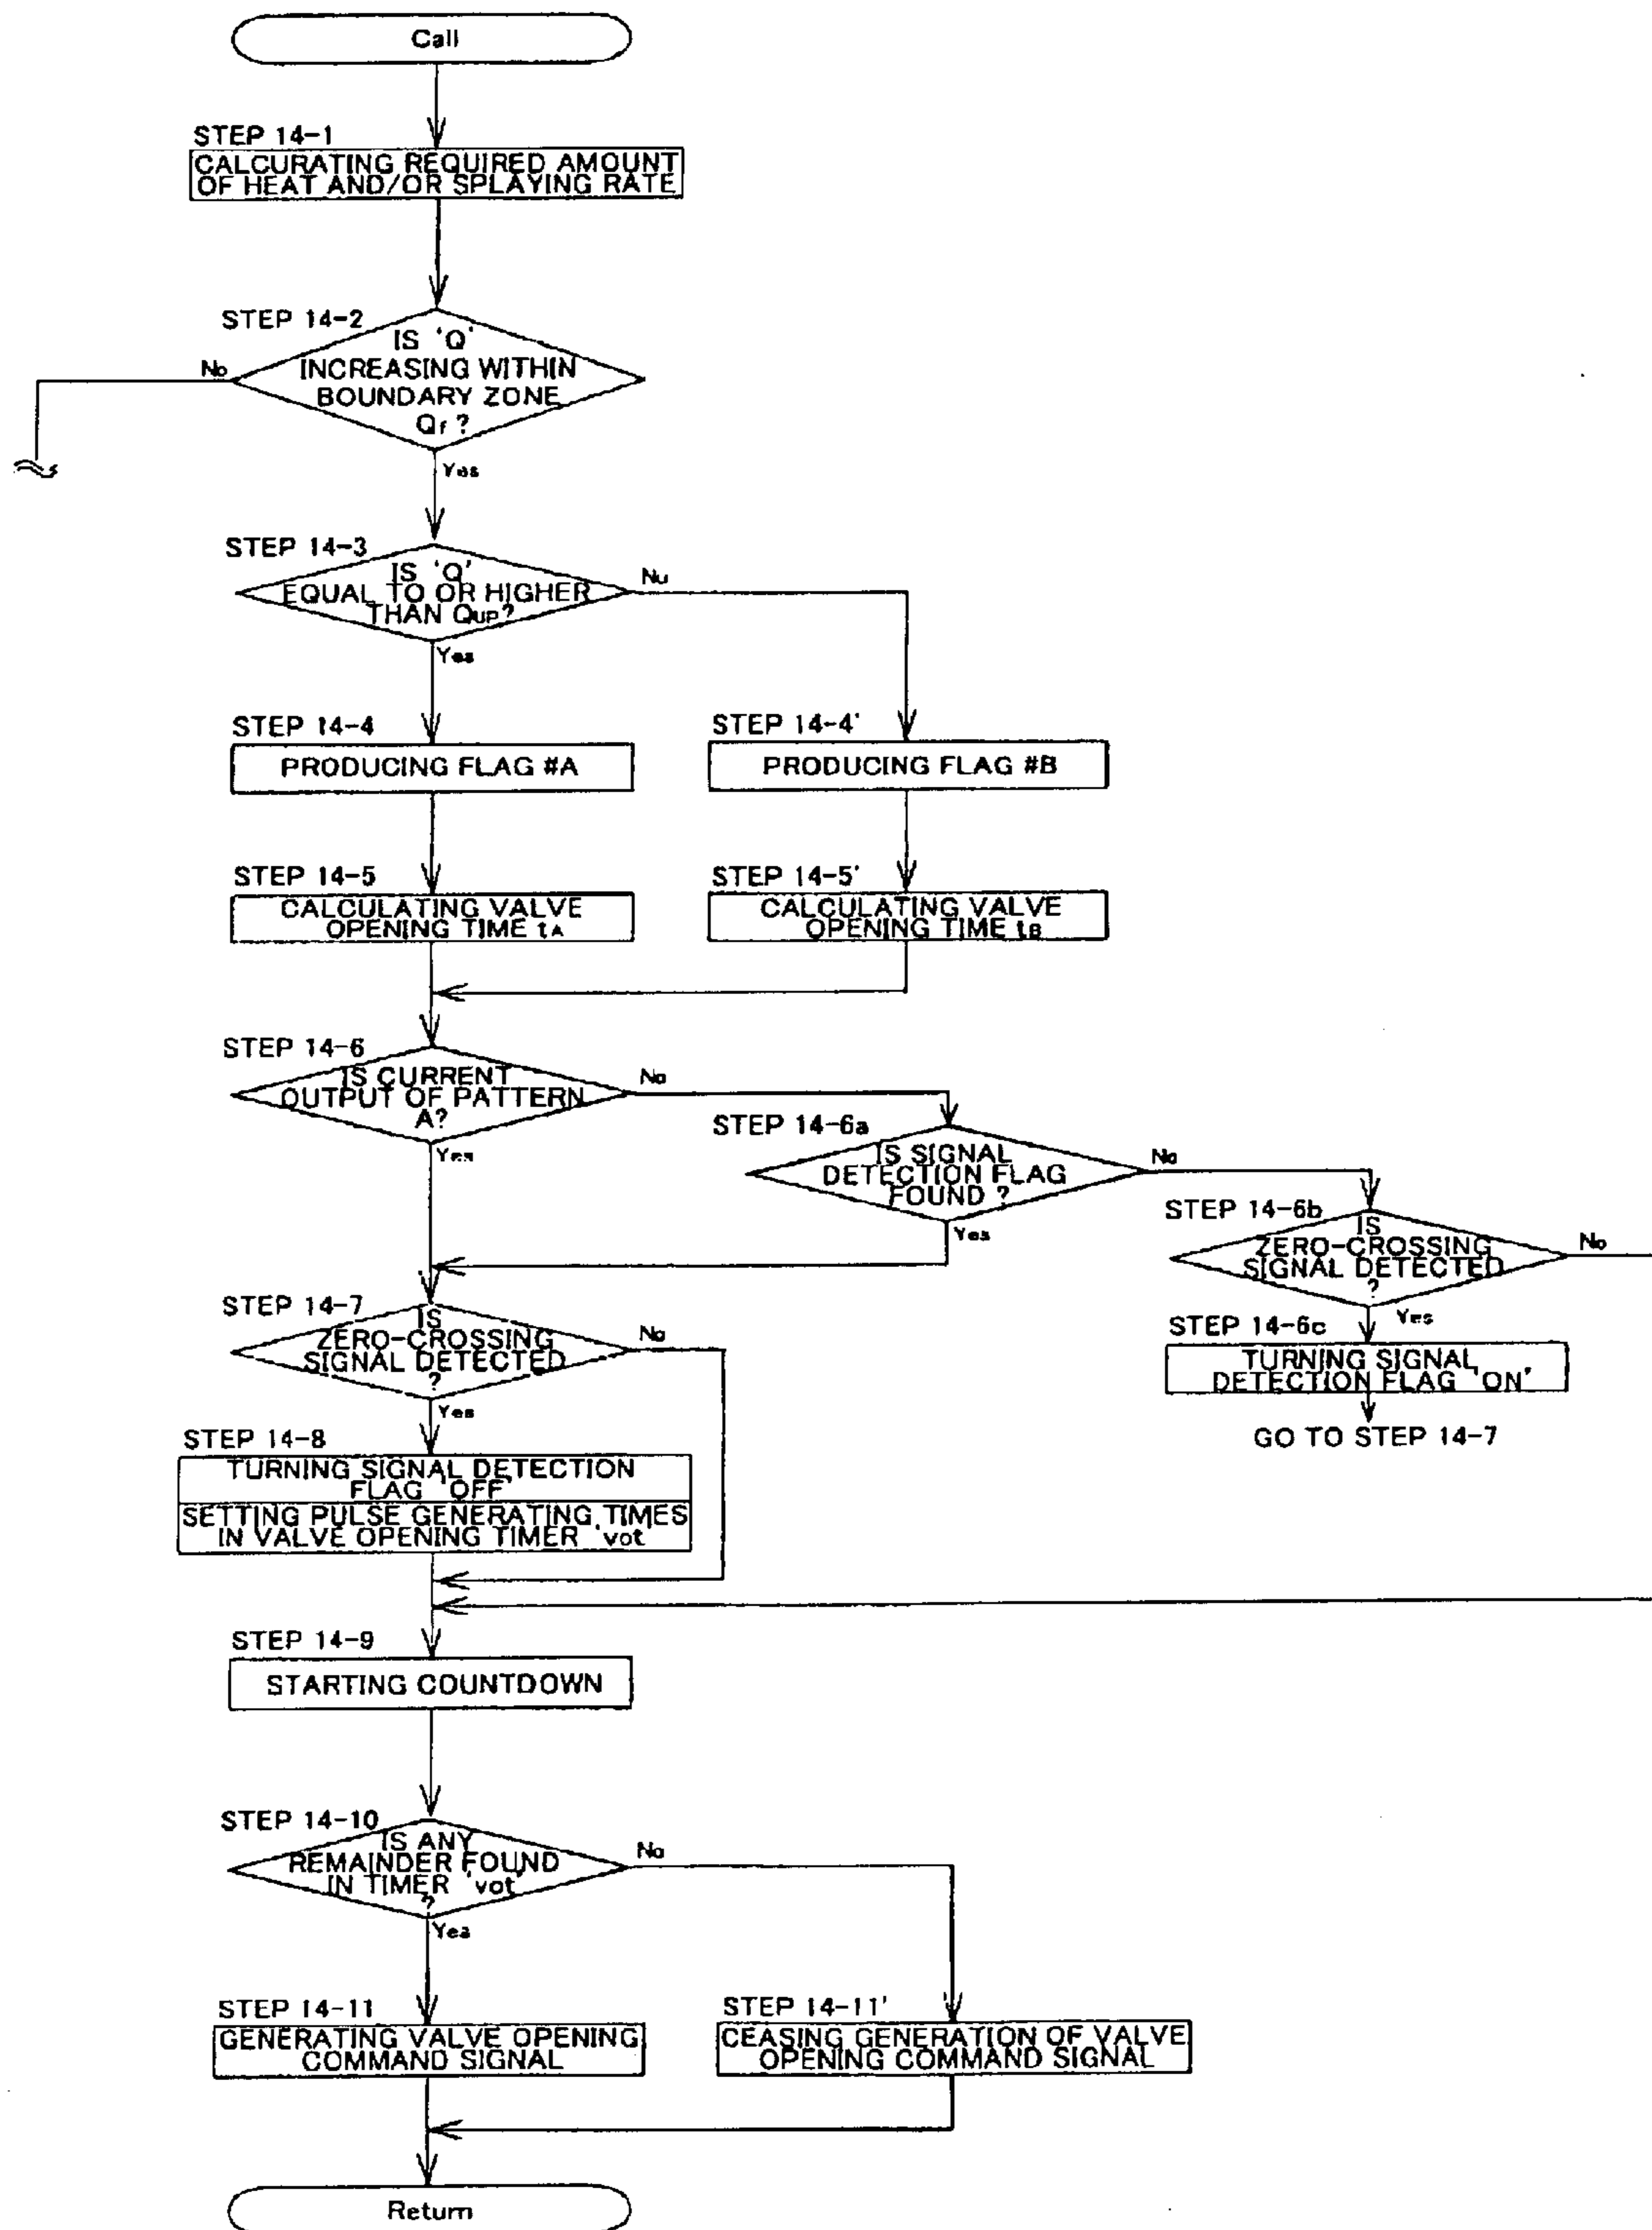 Call
STEP 14-1
CALCURATING REQUIRED AMOUNT
OF HEAT AND/OR SPLAYING RATE
STEP 14-2
IS 'Q'
INCREASING WITHIN
BOUNDARY ZONE
Qf ?
No
Yes
STEP 14-3
IS 'Q'
EQUAL TO OR HIGHER
THAN QUP?
No
Yes
STEP 14-4
PRODUCING FLAG #A
STEP 14-4'
PRODUCING FLAG #B
STEP 14-5
CALCULATING VALVE
OPENING TIME tA
STEP 14-5'
CALCULATING VALVE
OPENING TIME tB
STEP 14-6
IS CURRENT
OUTPUT OF PATTERN
A?
No
Yes
STEP 14-6a
IS SIGNAL
DETECTION FLAG
FOUND ?
No
Yes
STEP 14-6b
IS
ZERO-CROSSING
SIGNAL DETECTED
?
No
Yes
STEP 14-6c
TURNING SIGNAL
DETECTION FLAG 'ON'
GO TO STEP 14-7
STEP 14-7
IS
ZERO-CROSSING
SIGNAL DETECTED
?
No
Yes
STEP 14-8
TURNING SIGNAL DETECTION
FLAG 'OFF'
SETTING PULSE GENERATING TIMES
IN VALVE OPENING TIMER 'vot'
STEP 14-9
STARTING COUNTDOWN
STEP 14-10
IS ANY
REMAINDER FOUND
IN TIMER 'vot'
?
No
Yes
STEP 14-11
GENERATING VALVE OPENING
COMMAND SIGNAL
STEP 14-11'
CEASING GENERATION OF VALVE
OPENING COMMAND SIGNAL
Return